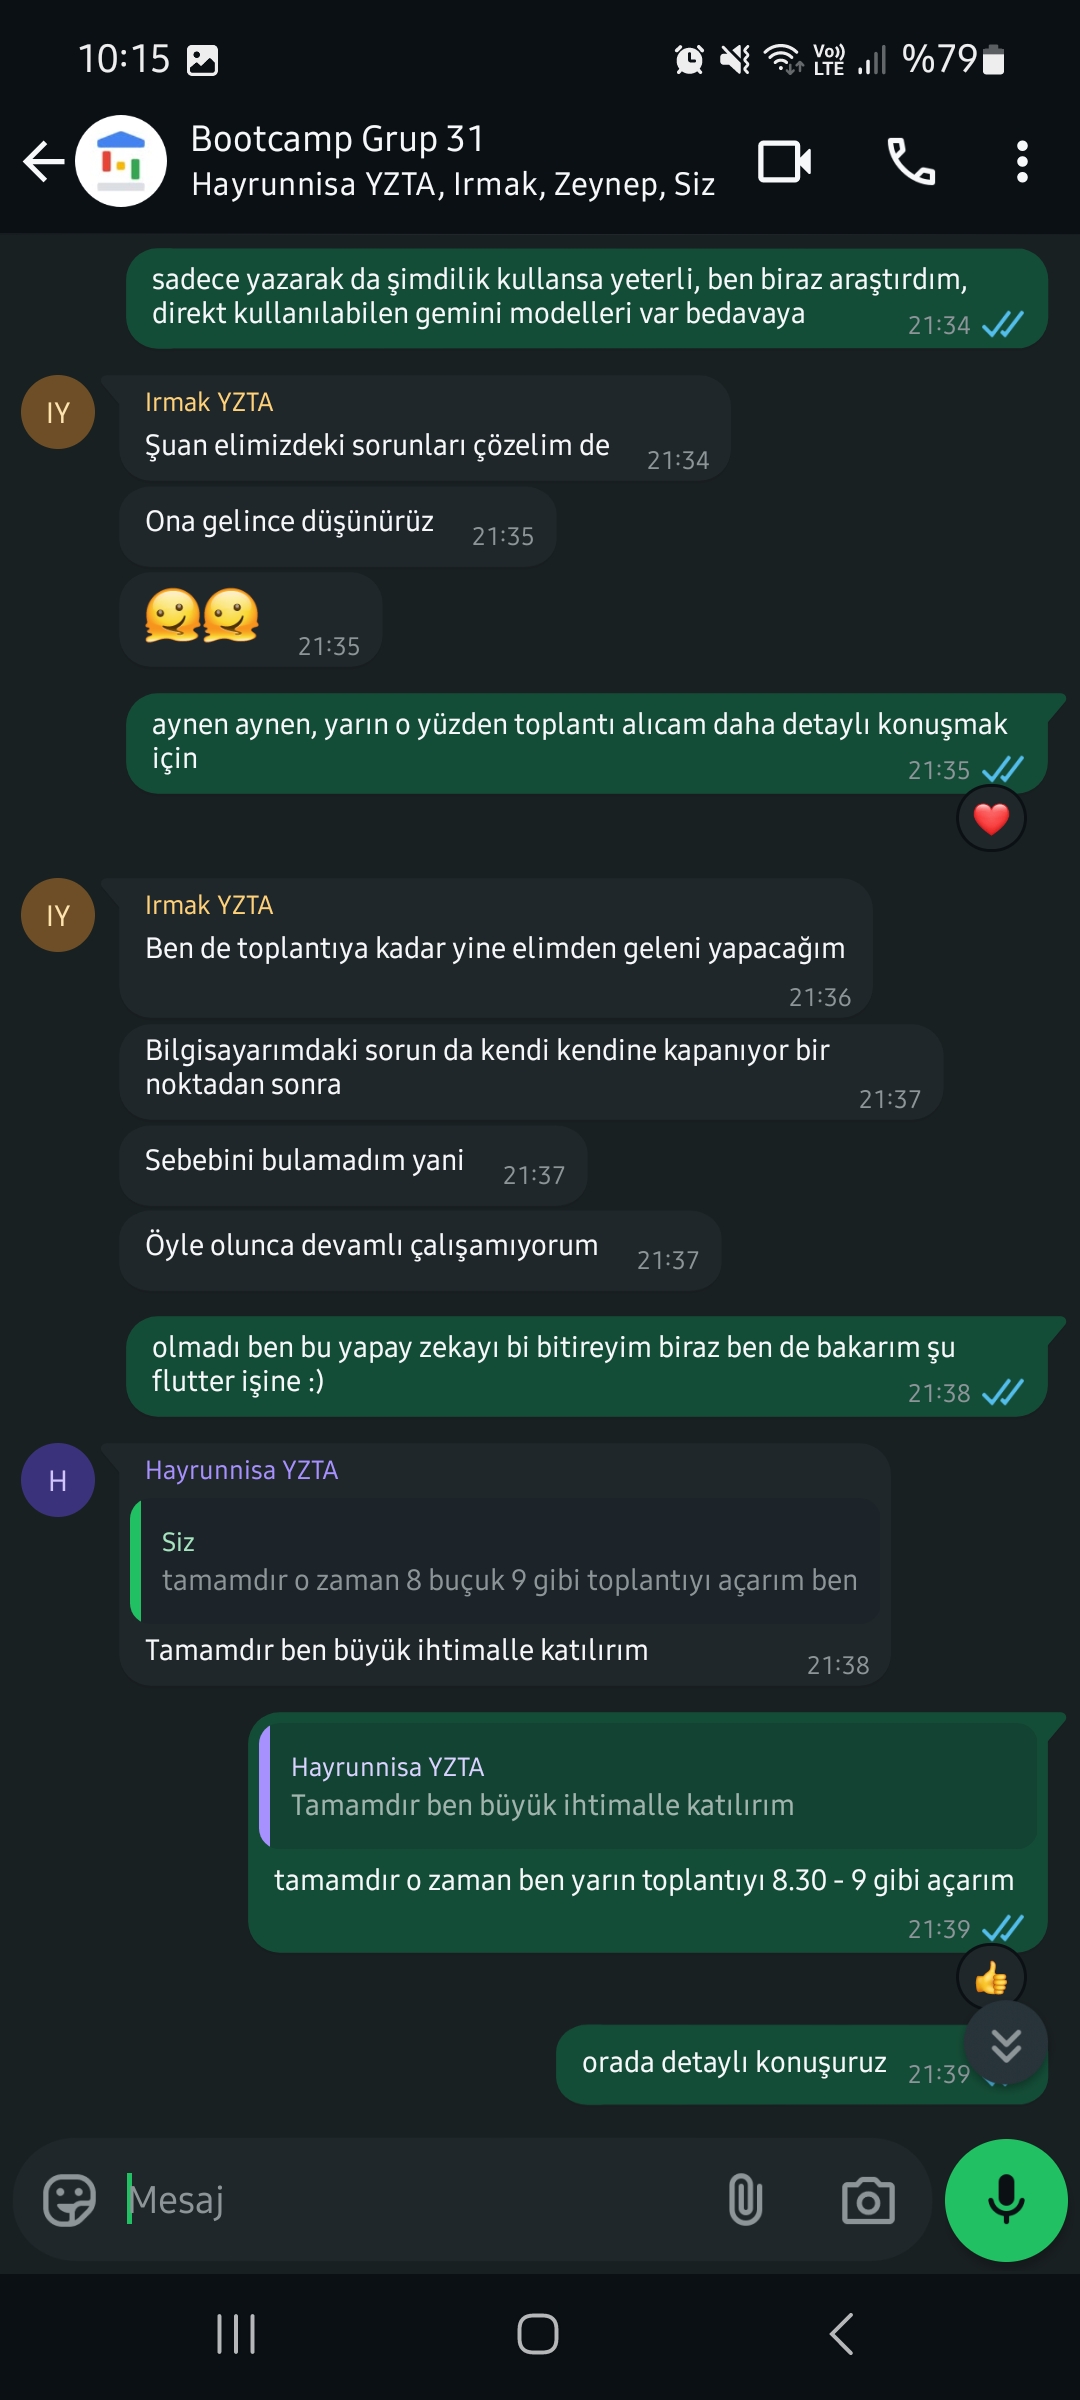 10:15
Vo)) LTE
%79
Bootcamp Grup 31
Hayrunnisa YZTA, Irmak, Zeynep, Siz
sadece yazarak da şimdilik kullansa yeterli, ben biraz araştırdım,
direkt kullanılabilen gemini modelleri var bedavaya
21:34
IY
Irmak YZTA
Şuan elimizdeki sorunları çözelim de
21:34
Ona gelince düşünürüz
21:35
21:35
aynen aynen, yarın o yüzden toplantı alıcam daha detaylı konuşmak
için
21:35
IY
Irmak YZTA
Ben de toplantıya kadar yine elimden geleni yapacağım
21:36
Bilgisayarımdaki sorun da kendi kendine kapanıyor bir
noktadan sonra
21:37
Sebebini bulamadım yani
21:37
Öyle olunca devamlı çalışamıyorum
21:37
olmadı ben bu yapay zekayı bi bitireyim biraz ben de bakarım şu
flutter işine :)
21:38
H
Hayrunnisa YZTA
Siz
tamamdır o zaman 8 buçuk 9 gibi toplantıyı açarım ben
Tamamdır ben büyük ihtimalle katılırım
21:38
Hayrunnisa YZTA
Tamamdır ben büyük ihtimalle katılırım
tamamdır o zaman ben yarın toplantıyı 8.30 - 9 gibi açarım
21:39
orada detaylı konuşuruz
21:39
Mesaj